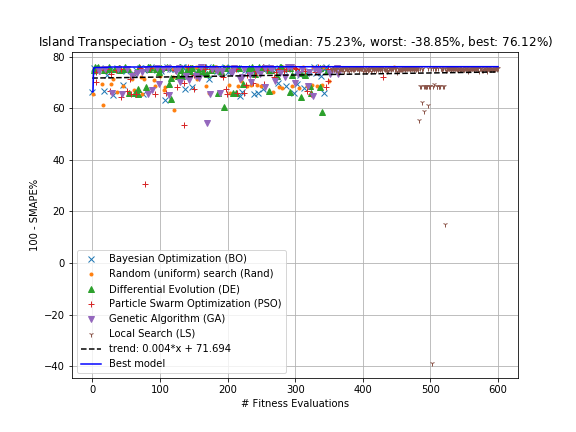 Island Transpeciation - O3 test 2010 (median: 75.23%, worst: -38.85%, best: 76.12%)
80
60
40
20
0
−20
−40
100 - SMAPE%
Bayesian Optimization (BO)
Random (uniform) search (Rand)
Differential Evolution (DE)
Particle Swarm Optimization (PSO)
Genetic Algorithm (GA)
Local Search (LS)
trend: 0.004*x + 71.694
Best model
0 100 200 300 400 500 600
# Fitness Evaluations